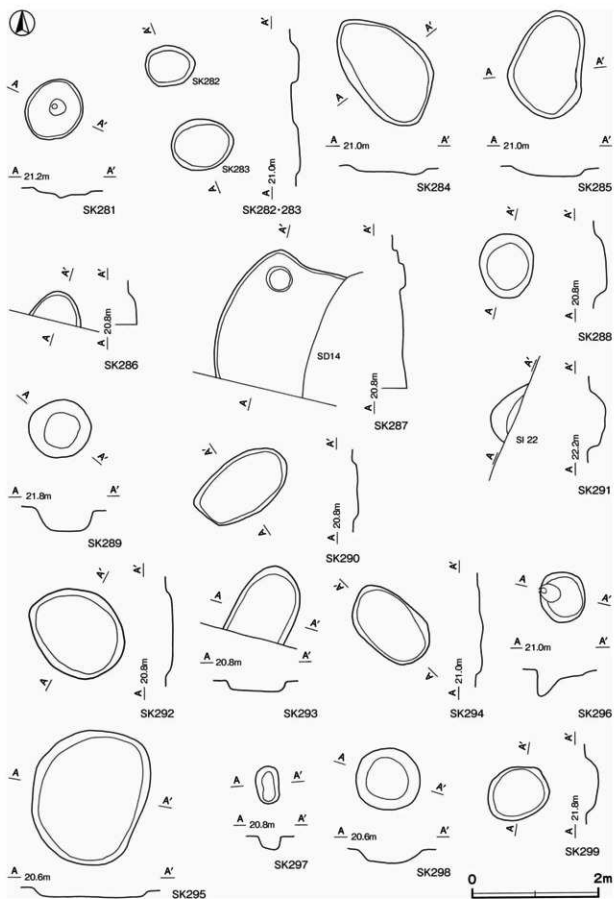 A
A'
A 21.2m A'
SK281
A'
SK282
SK283
A
A'
A 21.0m
SK282・283
A'
A
A 21.0m A'
SK284
A
A'
A 21.0m A'
SK285
A'
A
A'
A 20.8m
SK286
A'
SD14
A
A'
A 20.8m
SK287
A'
A
A'
A 20.8m
SK288
A
A'
A 21.8m A'
SK289
A'
A
A'
A 20.8m
SK290
A'
SI 22
A
A'
A 22.2m
SK291
A'
A
A'
A 20.8m
SK292
A
A'
A 20.8m A'
SK293
A
A'
A'
A 21.0m
SK294
A
A'
A 21.0m A'
SK296
A
A'
A 20.6m A'
SK295
A A'
A 20.8m A'
SK297
A
A'
A 20.6m A'
SK298
A'
A
A'
A 21.8m
SK299
0 2m